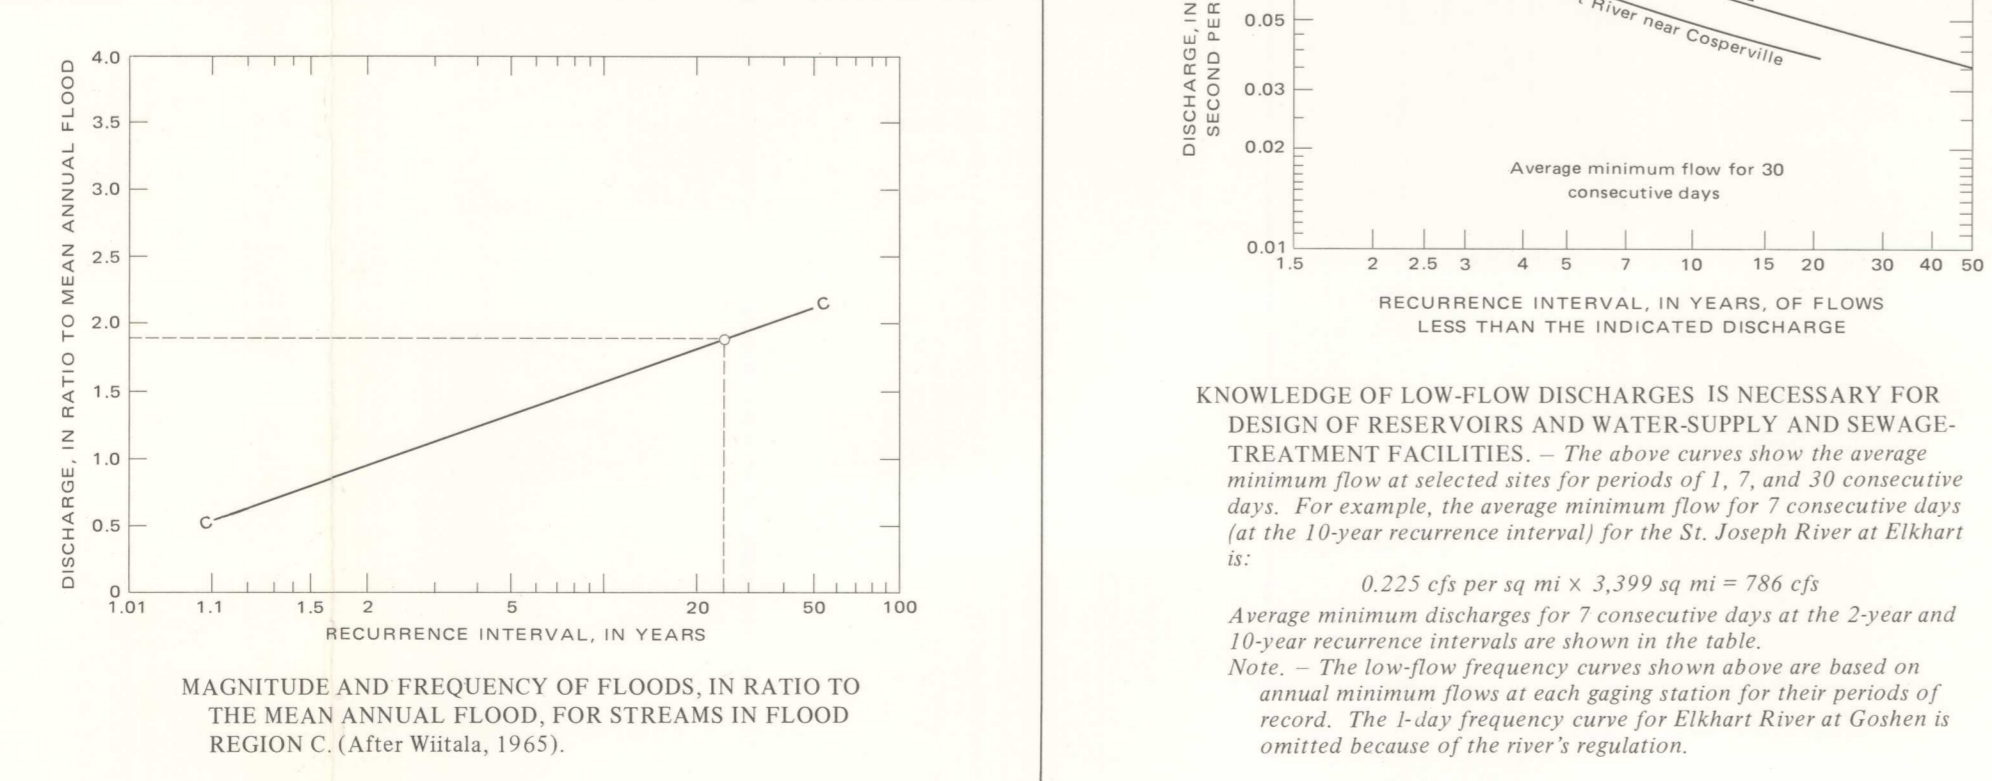 DISCHARGE, IN RATIO TO MEAN ANNUAL FLOOD
4.0
3.5
3.0
2.5
2.0
1.5
1.0
0.5
0
C
C
1.01 1.1 1.5 2 5 20 50 100
RECURRENCE INTERVAL, IN YEARS
MAGNITUDE AND FREQUENCY OF FLOODS, IN RATIO TO
THE MEAN ANNUAL FLOOD, FOR STREAMS IN FLOOD
REGION C. (After Wiitala, 1965).
DISCHARGE, IN
SECOND PER
0.05
0.03
0.02
0.01
River near Cosperville
Average minimum flow for 30
consecutive days
1.5 2 2.5 3 4 5 7 10 15 20 30 40 50
RECURRENCE INTERVAL, IN YEARS, OF FLOWS
LESS THAN THE INDICATED DISCHARGE
KNOWLEDGE OF LOW-FLOW DISCHARGES IS NECESSARY FOR
DESIGN OF RESERVOIRS AND WATER-SUPPLY AND SEWAGE-
TREATMENT FACILITIES. – The above curves show the average
minimum flow at selected sites for periods of 1, 7, and 30 consecutive
days. For example, the average minimum flow for 7 consecutive days
(at the 10-year recurrence interval) for the St. Joseph River at Elkhart
is:
0.225 cfs per sq mi × 3,399 sq mi = 786 cfs
Average minimum discharges for 7 consecutive days at the 2-year and
10-year recurrence intervals are shown in the table.
Note. – The low-flow frequency curves shown above are based on
annual minimum flows at each gaging station for their periods of
record. The 1-day frequency curve for Elkhart River at Goshen is
omitted because of the river's regulation.